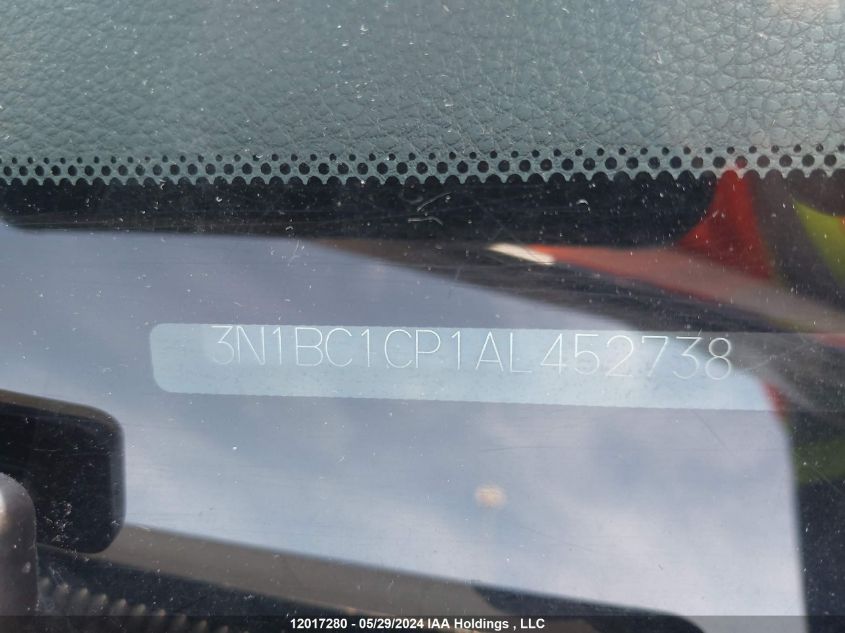 3N1BC1CP1AL452738
12017280 - 05/29/2024 IAA Holdings , LLC